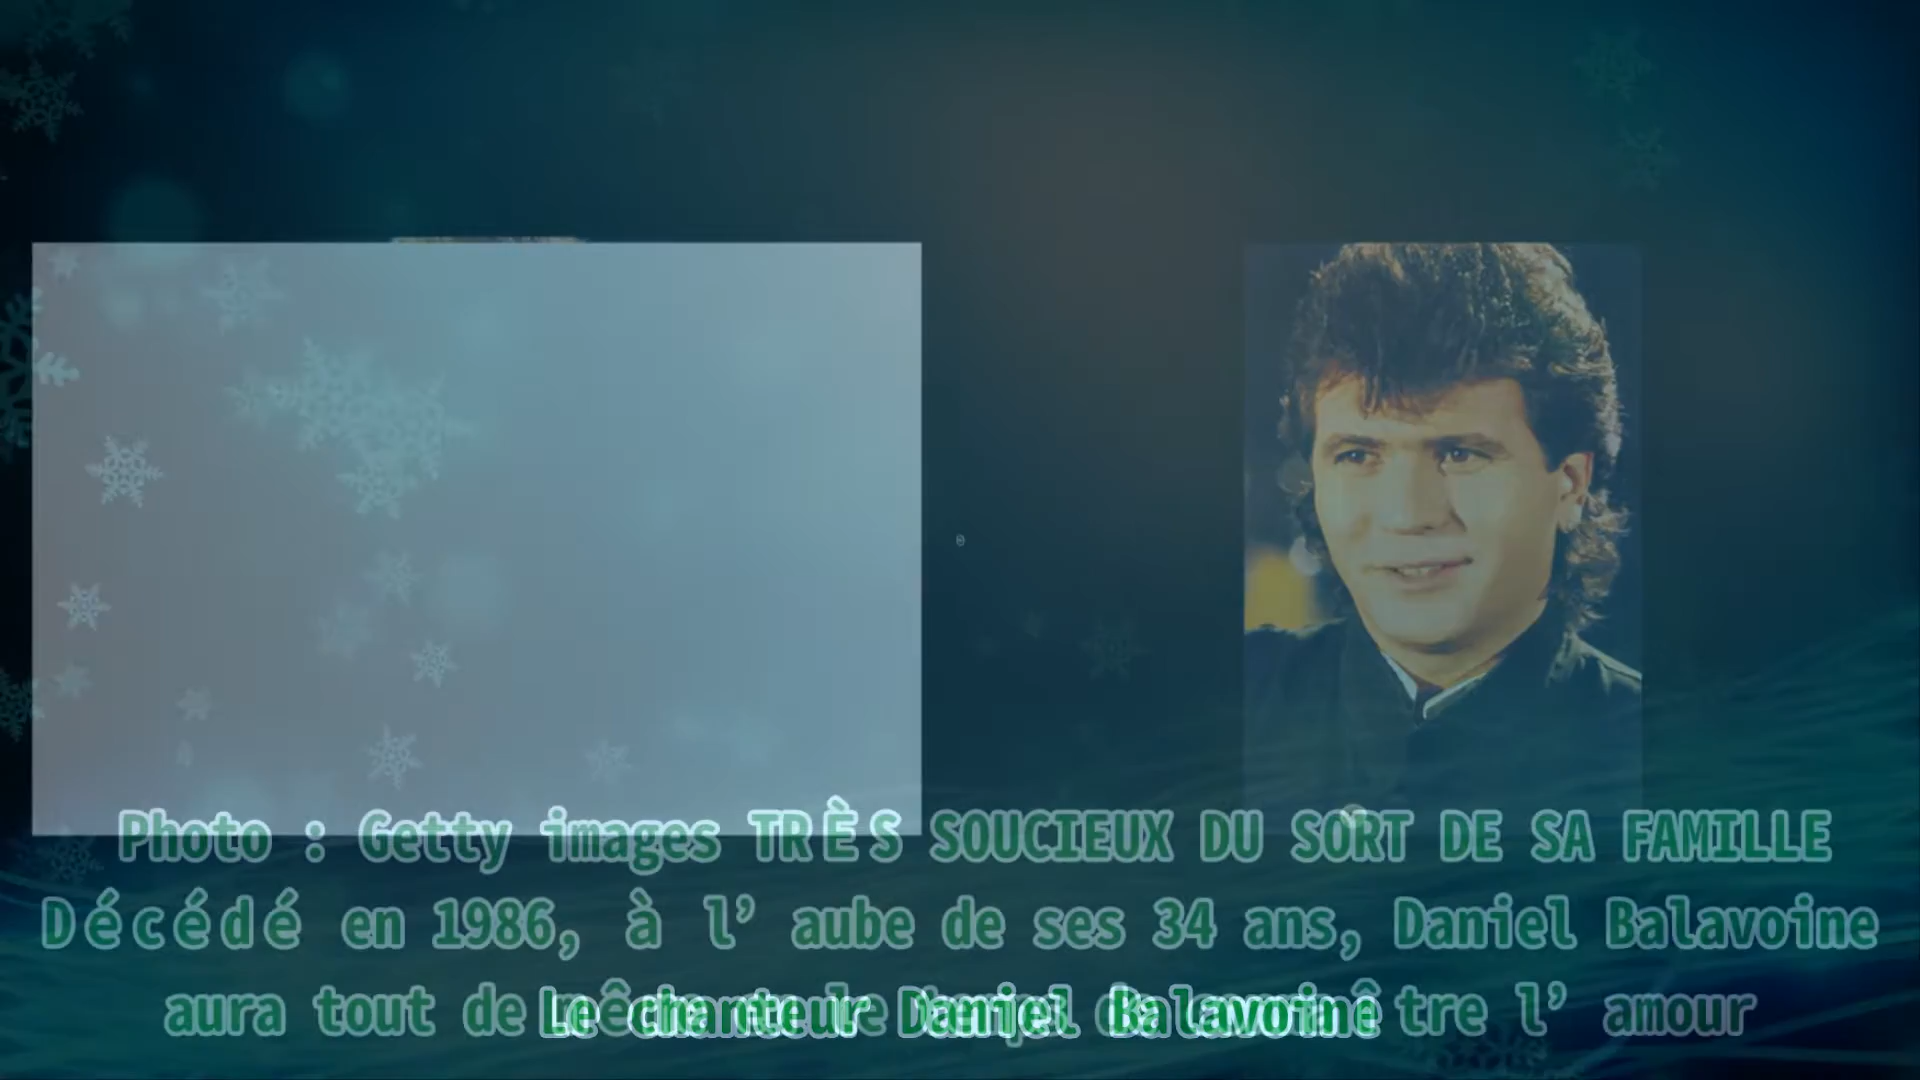 Photo : Getty images TRÈS SOUCIEUX DU SORT DE SA FAMILLE
Décédé en 1986, à l’ aube de ses 34 ans, Daniel Balavoine
aura tout de tre l’ amour
Le chanteur Daniel Balavoine